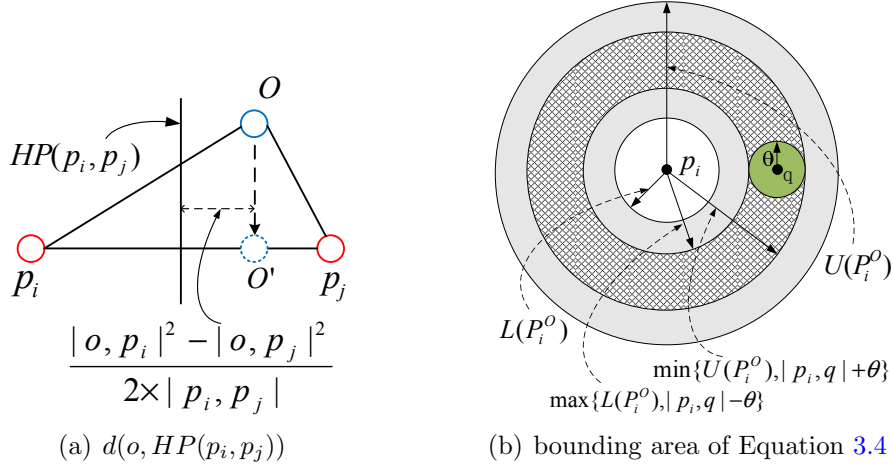 O
HP(p_i, p_j)
p_i
O'
p_j
| o, p_i |^2 − | o, p_j |^2
2× | p_i, p_j |
(a) d(o, HP(p_i, p_j))
p_i
θ
q
U(P_i^O)
L(P_i^O)
min{U(P_i^O),| p_i, q | +θ}
max{L(P_i^O),| p_i, q | −θ}
(b) bounding area of Equation 3.4